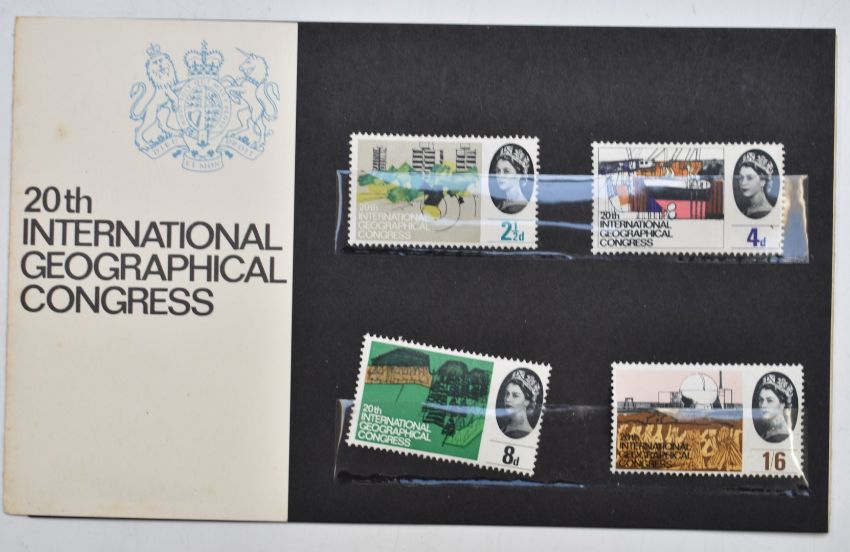 20th
INTERNATIONAL
GEOGRAPHICAL
CONGRESS
20th
INTERNATIONAL
GEOGRAPHICAL
CONGRESS
2½d
20th
INTERNATIONAL
GEOGRAPHICAL
CONGRESS
4d
20th
INTERNATIONAL
GEOGRAPHICAL
CONGRESS
8d
20th
INTERNATIONAL
GEOGRAPHICAL
CONGRESS
1/6